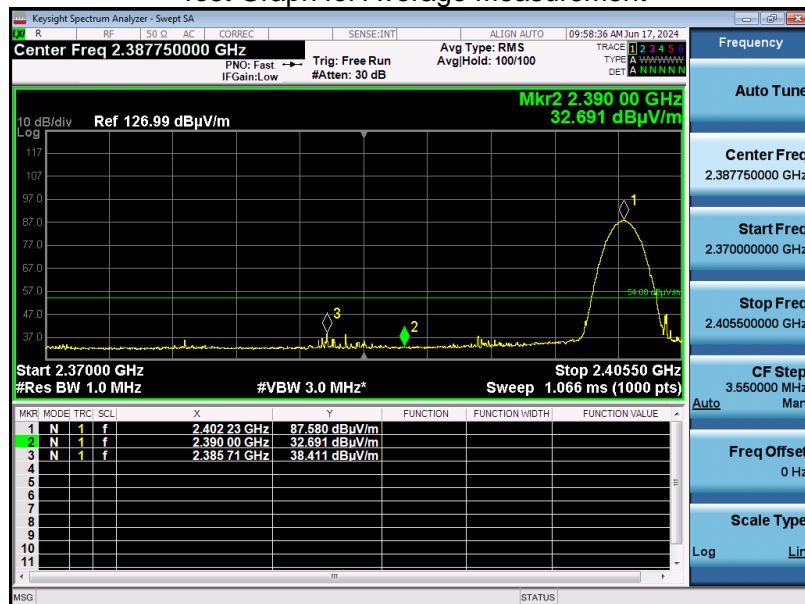 Test Graph for Average Measurement
Keysight Spectrum Analyzer - Swept SA
LXI R RF 50 Ω AC CORREC SENSE:INT ALIGN AUTO 09:58:36 AM Jun 17, 2024
Center Freq 2.387750000 GHz
PNO: Fast
IFGain:Low
Trig: Free Run
#Atten: 30 dB
Avg Type: RMS
Avg|Hold: 100/100
TRACE 1 2 3 4 5 6
TYPE A WWWWW
DET A N N N N N
Mkr2 2.390 00 GHz
32.691 dBµV/m
10 dB/div Ref 126.99 dBµV/m
Log
117
107
97.0
87.0
77.0
67.0
57.0
47.0
37.0
1
54.00 dBµV/m
3
2
Start 2.37000 GHz Stop 2.40550 GHz
#Res BW 1.0 MHz #VBW 3.0 MHz* Sweep 1.066 ms (1000 pts)
MKR MODE TRC SCL X Y FUNCTION FUNCTION WIDTH FUNCTION VALUE
1 N 1 f 2.402 23 GHz 87.580 dBµV/m
2 N 1 f 2.390 00 GHz 32.691 dBµV/m
3 N 1 f 2.385 71 GHz 38.411 dBµV/m
4
5
6
7
8
9
10
11
MSG STATUS
Frequency
Auto Tune
Center Freq
2.387750000 GHz
Start Freq
2.370000000 GHz
Stop Freq
2.405500000 GHz
CF Step
3.550000 MHz
Auto Man
Freq Offset
0 Hz
Scale Type
Log Lin